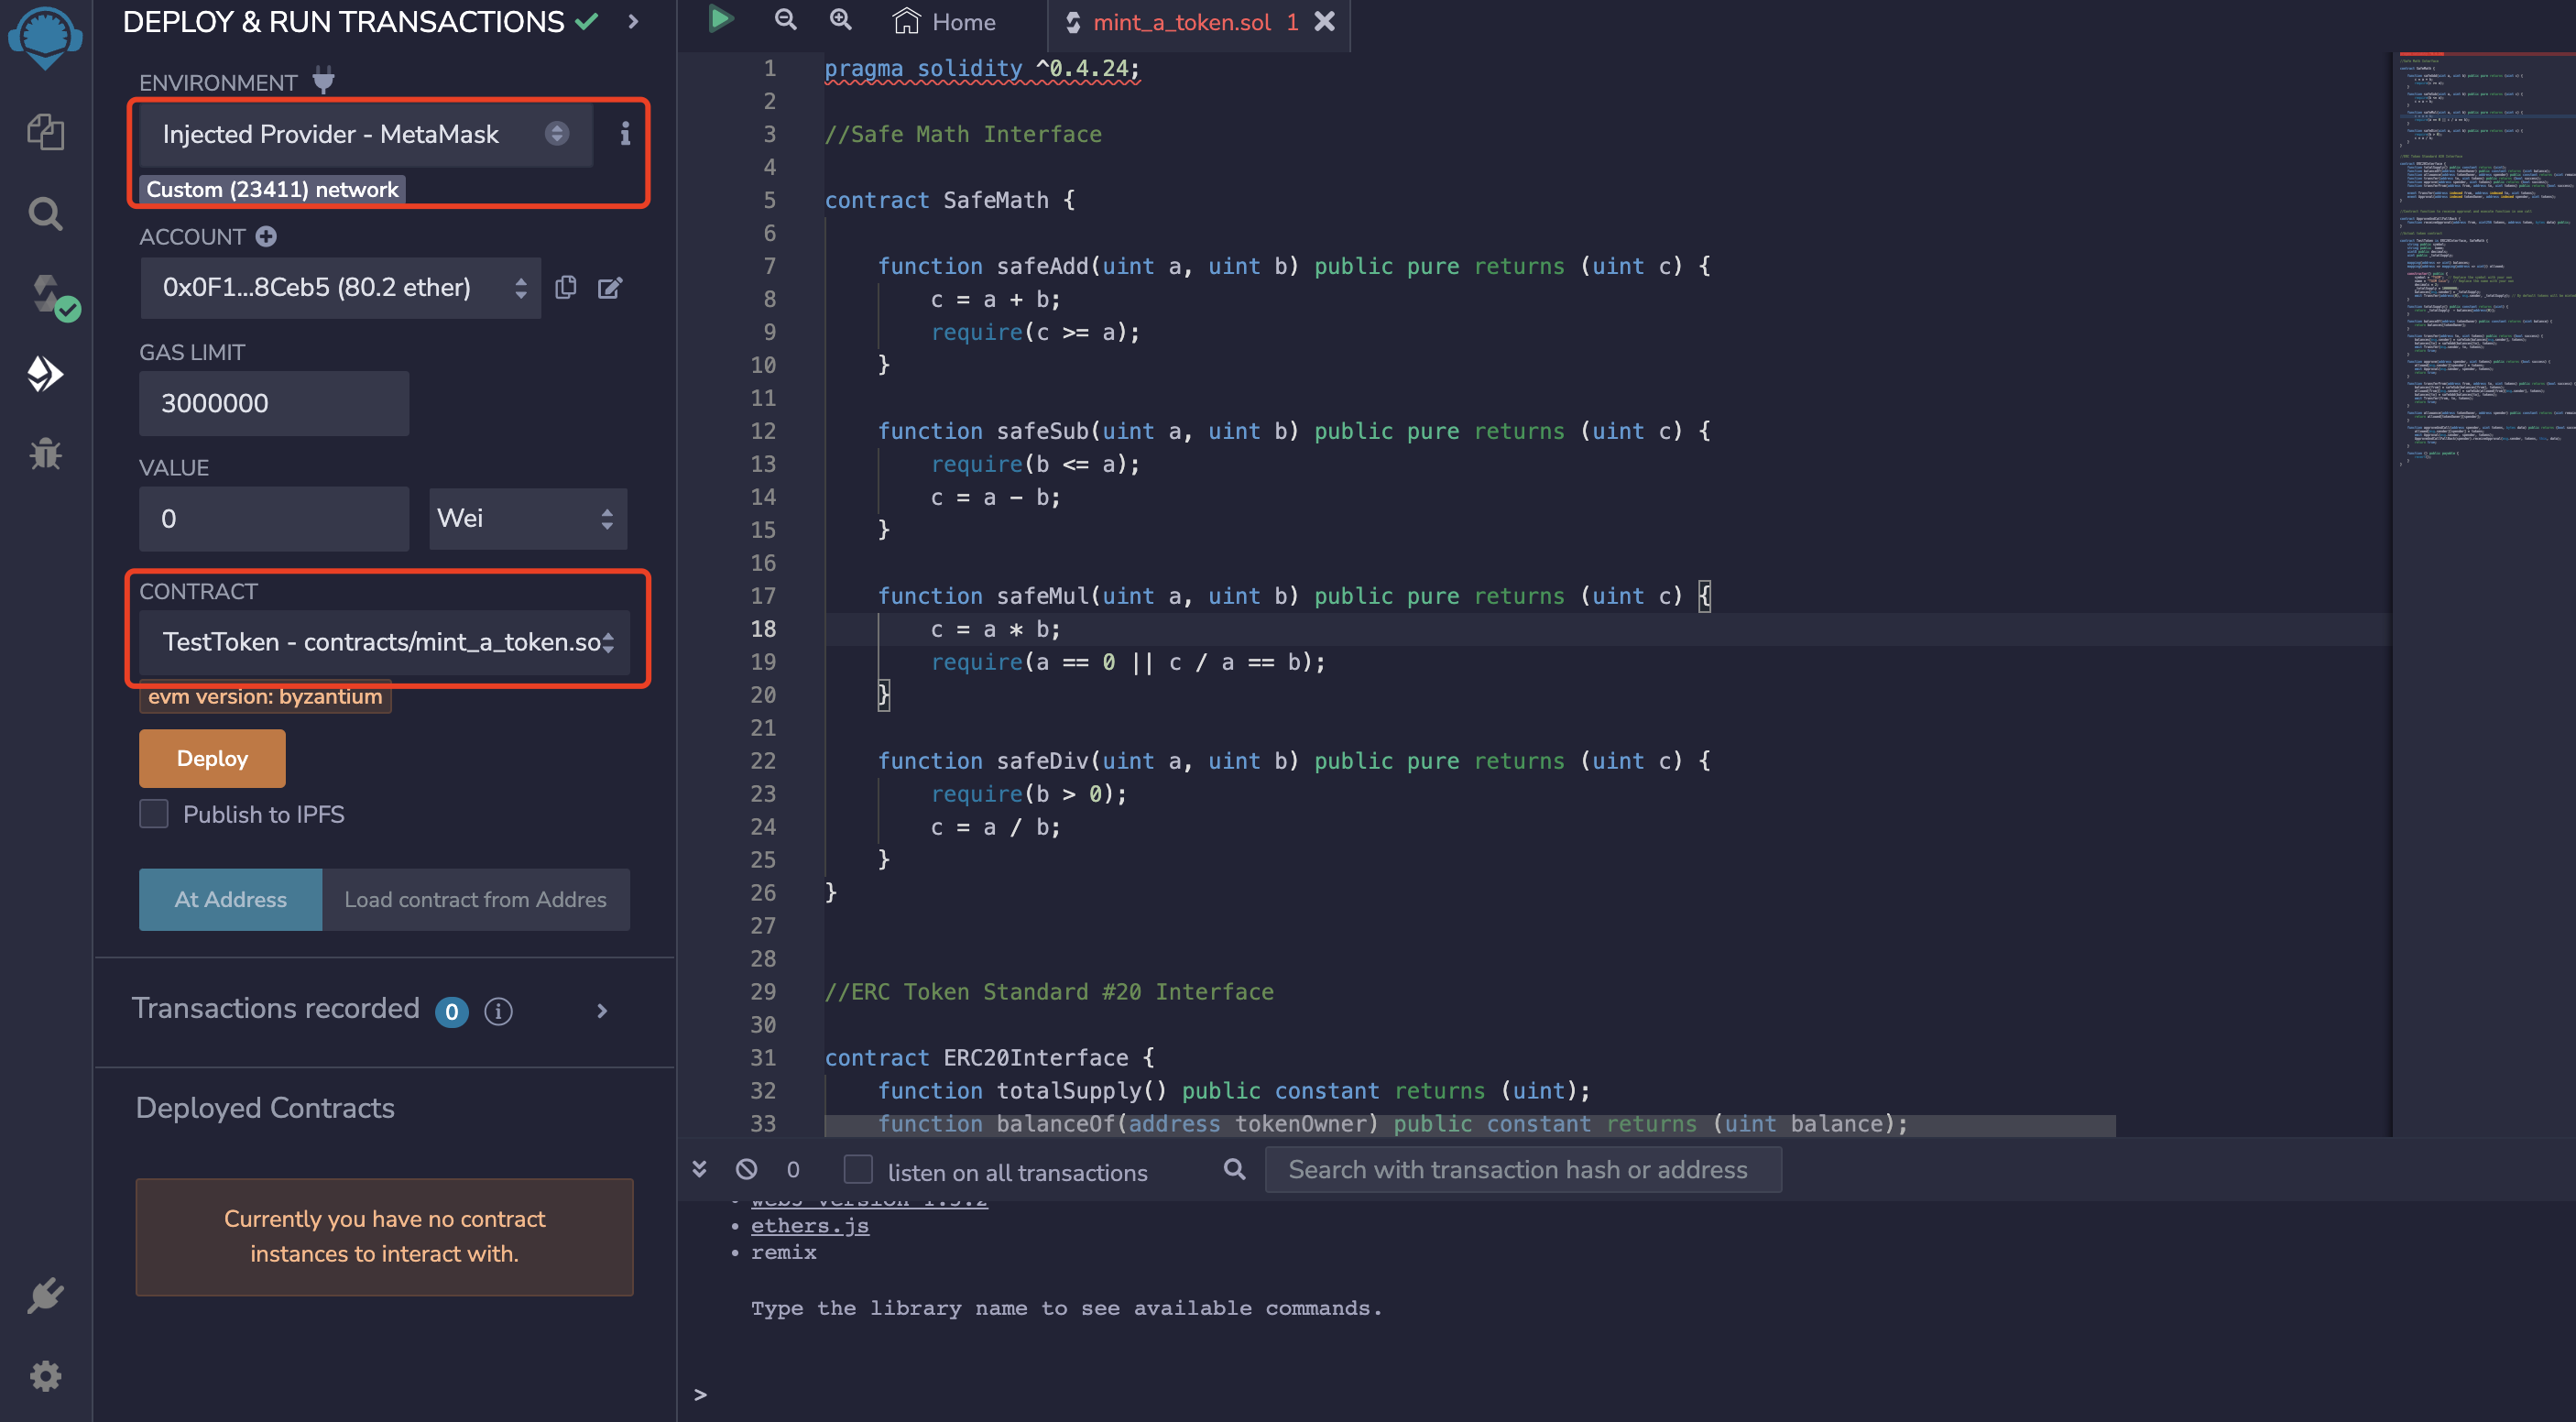 DEPLOY & RUN TRANSACTIONS
ENVIRONMENT
Injected Provider - MetaMask
Custom (23411) network
ACCOUNT
0x0F1...8Ceb5 (80.2 ether)
GAS LIMIT
3000000
VALUE
0
Wei
CONTRACT
TestToken - contracts/mint_a_token.so
evm version: byzantium
Deploy
Publish to IPFS
At Address
Load contract from Addres
Transactions recorded 0
Deployed Contracts
Currently you have no contract
instances to interact with.
Home
mint_a_token.sol 1
1 pragma solidity ^0.4.24;
2
3 //Safe Math Interface
4
5 contract SafeMath {
6
7 function safeAdd(uint a, uint b) public pure returns (uint c) {
8 c = a + b;
9 require(c >= a);
10 }
11
12 function safeSub(uint a, uint b) public pure returns (uint c) {
13 require(b <= a);
14 c = a - b;
15 }
16
17 function safeMul(uint a, uint b) public pure returns (uint c) {
18 c = a * b;
19 require(a == 0 || c / a == b);
20 }
21
22 function safeDiv(uint a, uint b) public pure returns (uint c) {
23 require(b > 0);
24 c = a / b;
25 }
26 }
27
28
29 //ERC Token Standard #20 Interface
30
31 contract ERC20Interface {
32 function totalSupply() public constant returns (uint);
33 function balanceOf(address tokenOwner) public constant returns (uint balance);
0
listen on all transactions
Search with transaction hash or address
web3 version 1.5.2
• ethers.js
• remix
Type the library name to see available commands.
>